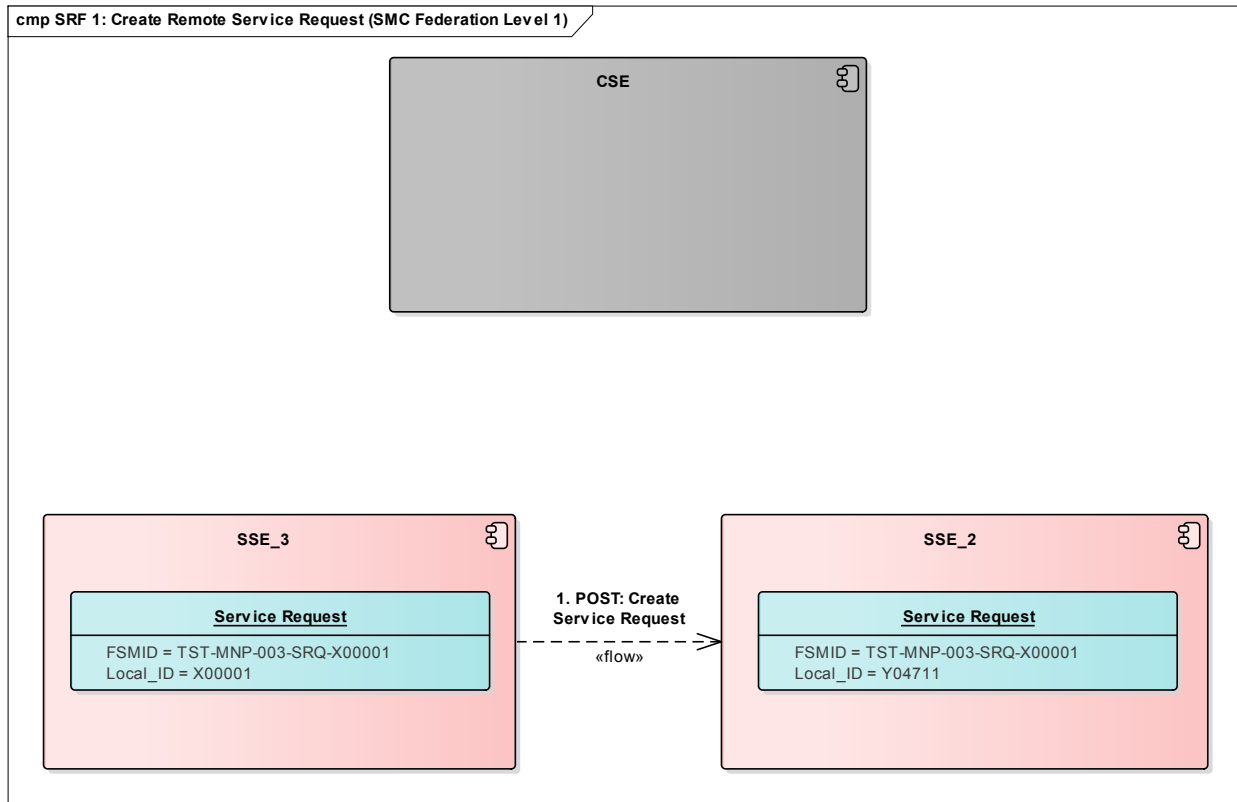 cmp SRF 1: Create Remote Service Request (SMC Federation Level 1)
CSE
SSE_3
Service Request
FSMID = TST-MNP-003-SRQ-X00001
Local_ID = X00001
1. POST: Create
Service Request
«flow»
SSE_2
Service Request
FSMID = TST-MNP-003-SRQ-X00001
Local_ID = Y04711